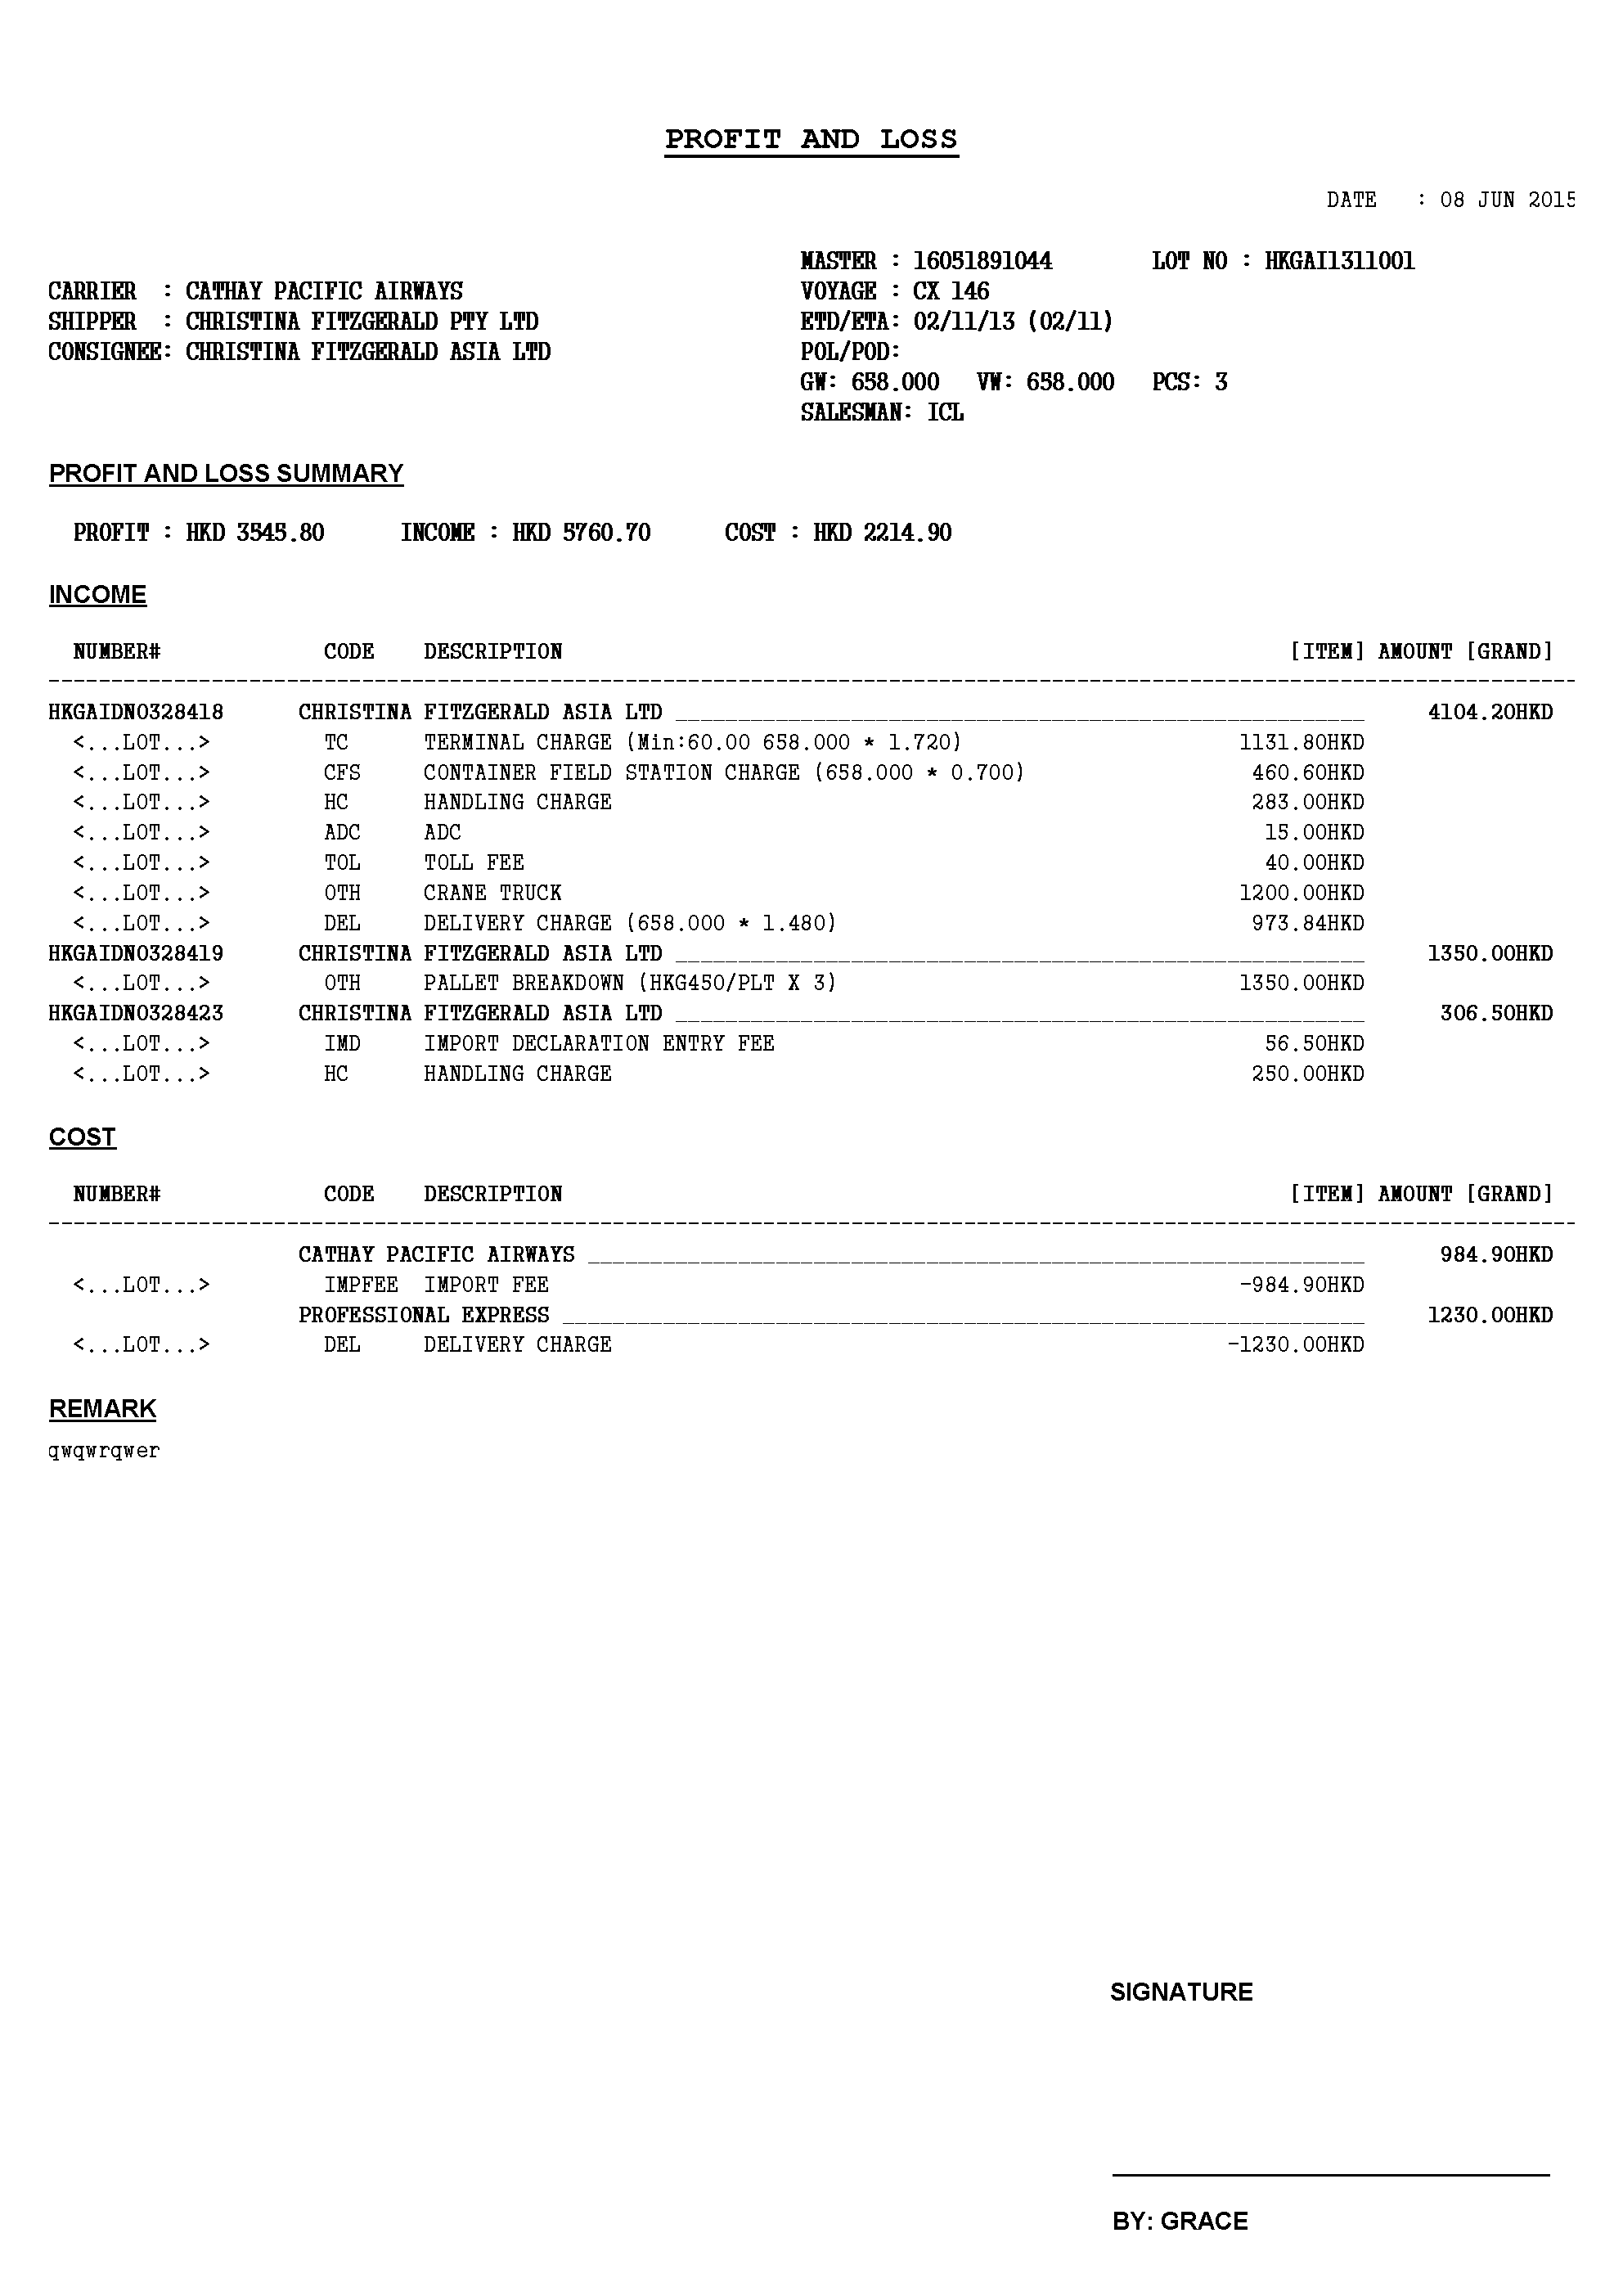 PROFIT AND LOSS
DATE : 08 JUN 2015
MASTER : 16051891044 LOT NO : HKGAI1311001
CARRIER : CATHAY PACIFIC AIRWAYS VOYAGE : CX 146
SHIPPER : CHRISTINA FITZGERALD PTY LTD ETD/ETA: 02/11/13 (02/11)
CONSIGNEE: CHRISTINA FITZGERALD ASIA LTD POL/POD:
GW: 658.000 VW: 658.000 PCS: 3
SALESMAN: ICL
PROFIT AND LOSS SUMMARY
PROFIT : HKD 3545.80 INCOME : HKD 5760.70 COST : HKD 2214.90
INCOME
NUMBER# CODE DESCRIPTION [ITEM] AMOUNT [GRAND]
HKGAIDN0328418 CHRISTINA FITZGERALD ASIA LTD 4104.20HKD
<...LOT...> TC TERMINAL CHARGE (Min:60.00 658.000 * 1.720) 1131.80HKD
<...LOT...> CFS CONTAINER FIELD STATION CHARGE (658.000 * 0.700) 460.60HKD
<...LOT...> HC HANDLING CHARGE 283.00HKD
<...LOT...> ADC ADC 15.00HKD
<...LOT...> TOL TOLL FEE 40.00HKD
<...LOT...> OTH CRANE TRUCK 1200.00HKD
<...LOT...> DEL DELIVERY CHARGE (658.000 * 1.480) 973.84HKD
HKGAIDN0328419 CHRISTINA FITZGERALD ASIA LTD 1350.00HKD
<...LOT...> OTH PALLET BREAKDOWN (HKG450/PLT X 3) 1350.00HKD
HKGAIDN0328423 CHRISTINA FITZGERALD ASIA LTD 306.50HKD
<...LOT...> IMD IMPORT DECLARATION ENTRY FEE 56.50HKD
<...LOT...> HC HANDLING CHARGE 250.00HKD
COST
NUMBER# CODE DESCRIPTION [ITEM] AMOUNT [GRAND]
CATHAY PACIFIC AIRWAYS 984.90HKD
<...LOT...> IMPFEE IMPORT FEE -984.90HKD
PROFESSIONAL EXPRESS 1230.00HKD
<...LOT...> DEL DELIVERY CHARGE -1230.00HKD
REMARK
qwqwrqwer
SIGNATURE
BY: GRACE